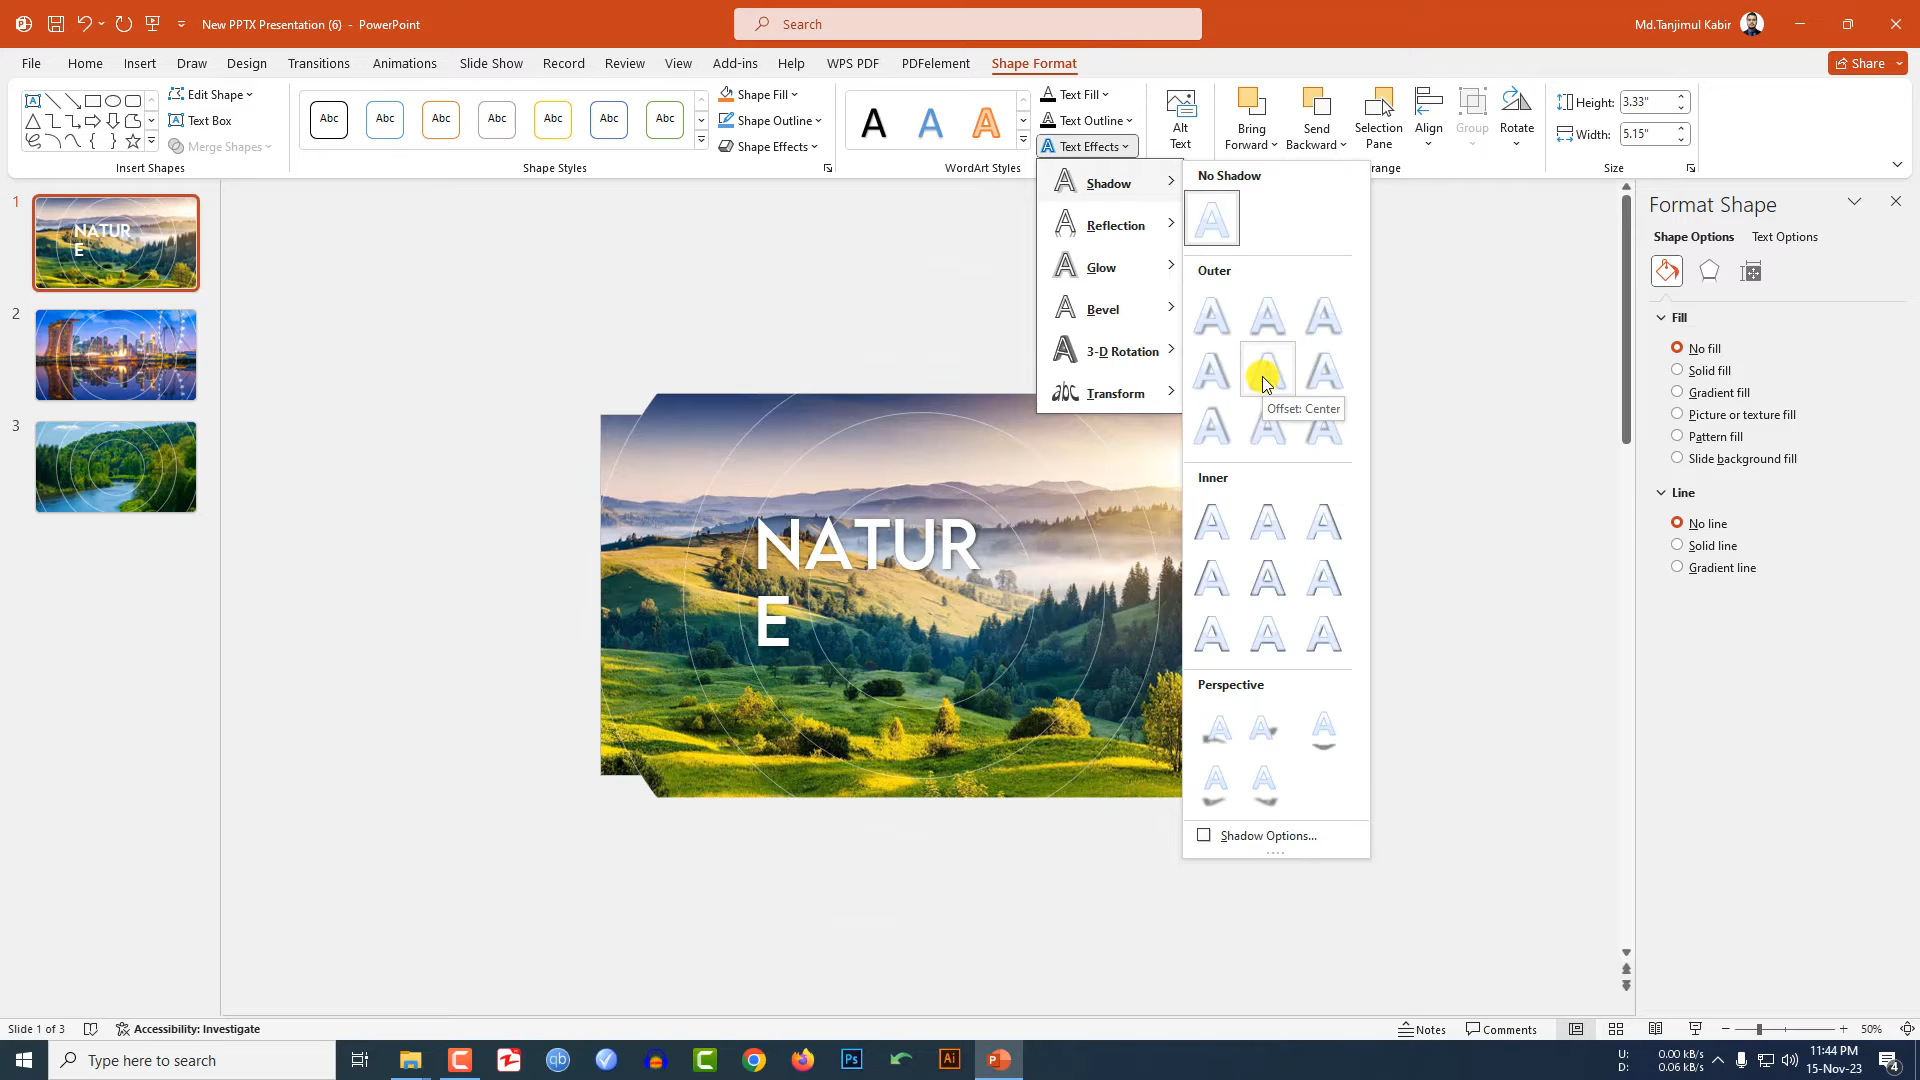 New PPTX Presentation (6) - PowerPoint
Search
Md.Tanjimul Kabir
File Home Insert Draw Design Transitions Animations Slide Show Record Review View Add-ins Help WPS PDF PDFelement Shape Format
Share
Edit Shape
Text Box
Merge Shapes
Insert Shapes
Abc Abc Abc Abc Abc Abc Abc
Shape Fill
Shape Outline
Shape Effects
Shape Styles
A A A
Text Fill
Text Outline
Text Effects
WordArt Styles
Alt Text
Bring Forward
Send Backward
Selection Pane
Align
Group
Rotate
rrange
Height: 3.33"
Width: 5.15"
Size
1
NATUR
E
2
3
Shadow
Reflection
Glow
Bevel
3-D Rotation
Transform
No Shadow
Outer
Offset: Center
Inner
Perspective
Shadow Options...
NATUR
E
Format Shape
Shape Options Text Options
Fill
No fill
Solid fill
Gradient fill
Picture or texture fill
Pattern fill
Slide background fill
Line
No line
Solid line
Gradient line
Slide 1 of 3
Accessibility: Investigate
Notes
Comments
50%
Type here to search
U: 0.00 kB/s
D: 0.06 kB/s
11:44 PM
15-Nov-23
4